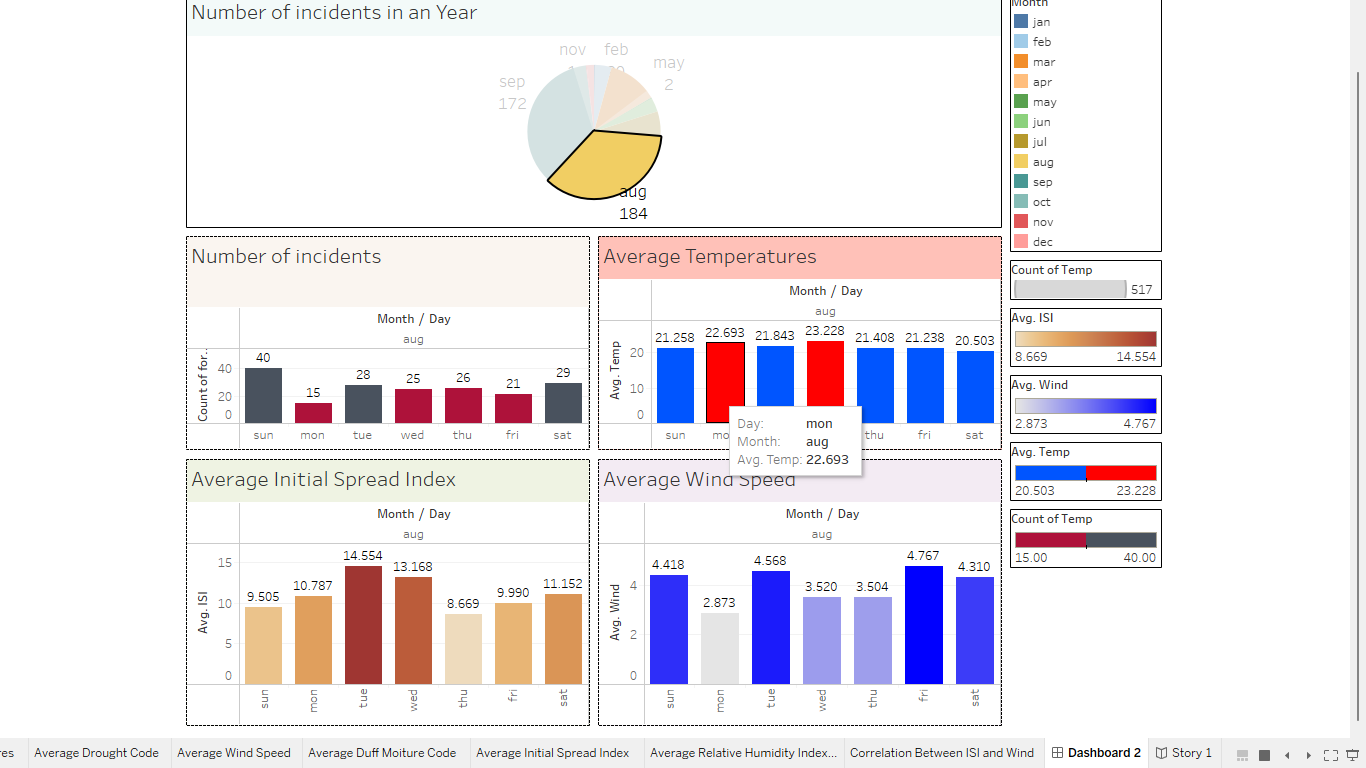 Number of incidents in an Year
nov feb
sep
172
may
2
aug
184
Month
jan
feb
mar
apr
may
jun
jul
aug
sep
oct
nov
dec
Count of Temp
517
Avg. ISI
8.669 14.554
Avg. Wind
2.873 4.767
Avg. Temp
20.503 23.228
Count of Temp
15.00 40.00
Number of incidents
Month / Day
aug
Count of for..
40
20
0
40 15 28 25 26 21 29
sun mon tue wed thu fri sat
Average Temperatures
Month / Day
aug
Avg. Temp
20
10
0
21.258 22.693 21.843 23.228 21.408 21.238 20.503
sun mo thu fri sat
Day: mon
Month: aug
Avg. Temp: 22.693
Average Initial Spread Index
Month / Day
aug
Avg. ISI
15
10
5
0
9.505 10.787 14.554 13.168 8.669 9.990 11.152
sun mon tue wed thu fri sat
Average Wind Speed
Month / Day
aug
Avg. Wind
4
2
0
4.418 2.873 4.568 3.520 3.504 4.767 4.310
sun mon tue wed thu fri sat
res Average Drought Code Average Wind Speed Average Duff Moiture Code Average Initial Spread Index Average Relative Humidity Index... Correlation Between ISI and Wind Dashboard 2 Story 1